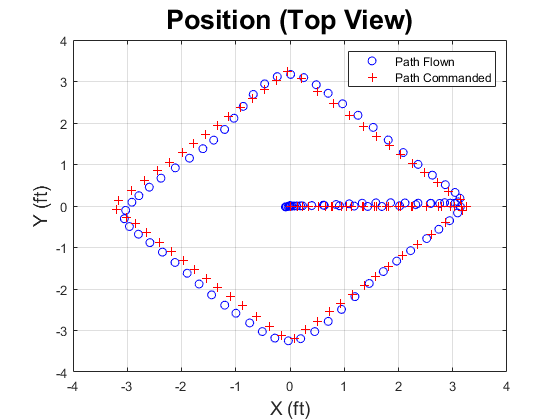 Position (Top View)
Path Flown
Path Commanded
Y (ft)
4
3
2
1
0
-1
-2
-3
-4
-4 -3 -2 -1 0 1 2 3 4
X (ft)